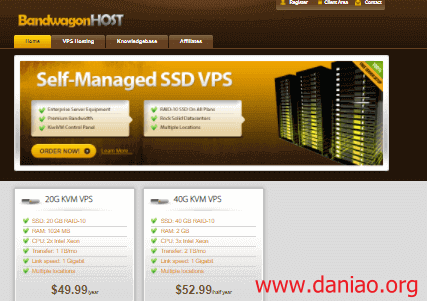 Register Client Area Contact
BandwagonHOST
Home VPS Hosting Knowledgebase Affiliates
Self-Managed SSD VPS
Enterprise Server Equipment RAID-10 SSD On All Plans
Premium Bandwidth Rock Solid Datacenters
KiwiVM Control Panel Multiple Locations
ORDER NOW! Learn More...
20G KVM VPS 40G KVM VPS
SSD: 20 GB RAID-10 SSD: 40 GB RAID-10
RAM: 1024 MB RAM: 2 GB
CPU: 2x Intel Xeon CPU: 3x Intel Xeon
Transfer: 1 TB/mo Transfer: 2 TB/mo
Link speed: 1 Gigabit Link speed: 1 Gigabit
Multiple locations Multiple locations
$49.99/year $52.99/half year
www.daniao.org